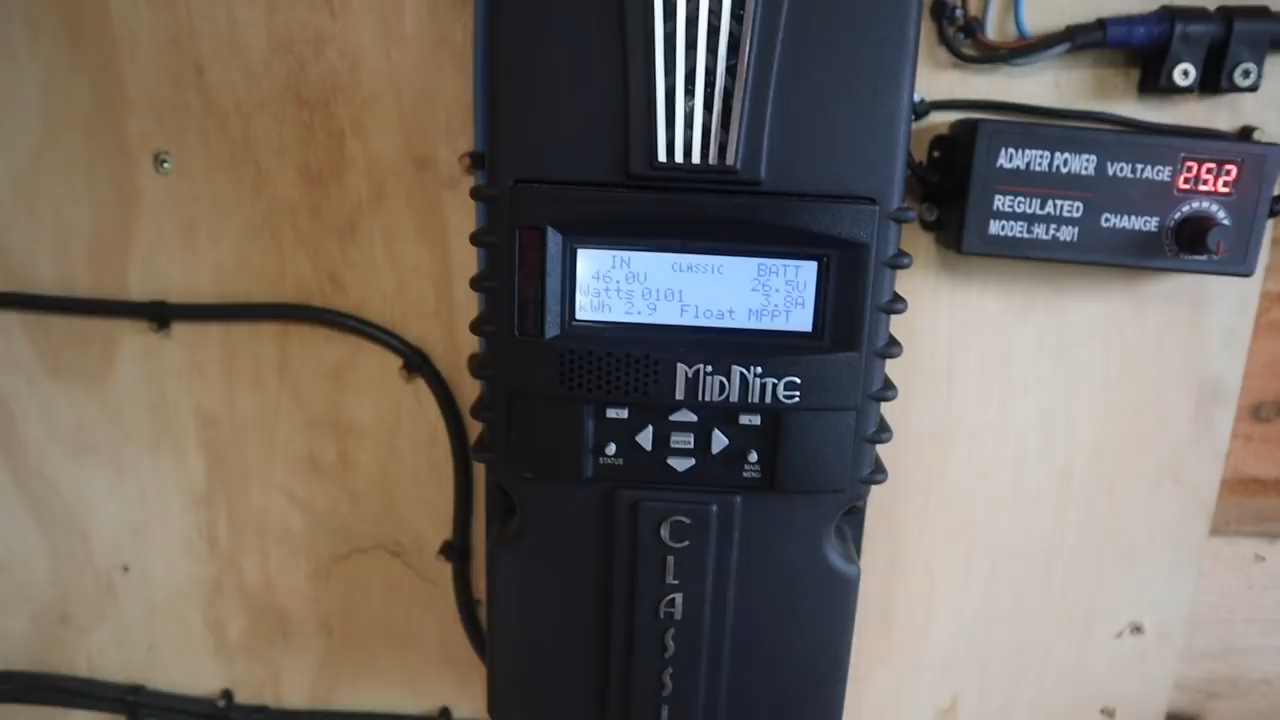 IN CLASSIC BATT
46.0V 26.5V
Watts 0101 3.8A
kWh 2.9 Float MPPT
MIDNITE
ENTER
STATUS
MAIN MENU
CLASSI
ADAPTER POWER VOLTAGE 25.2
REGULATED CHANGE
MODEL:HLF-001